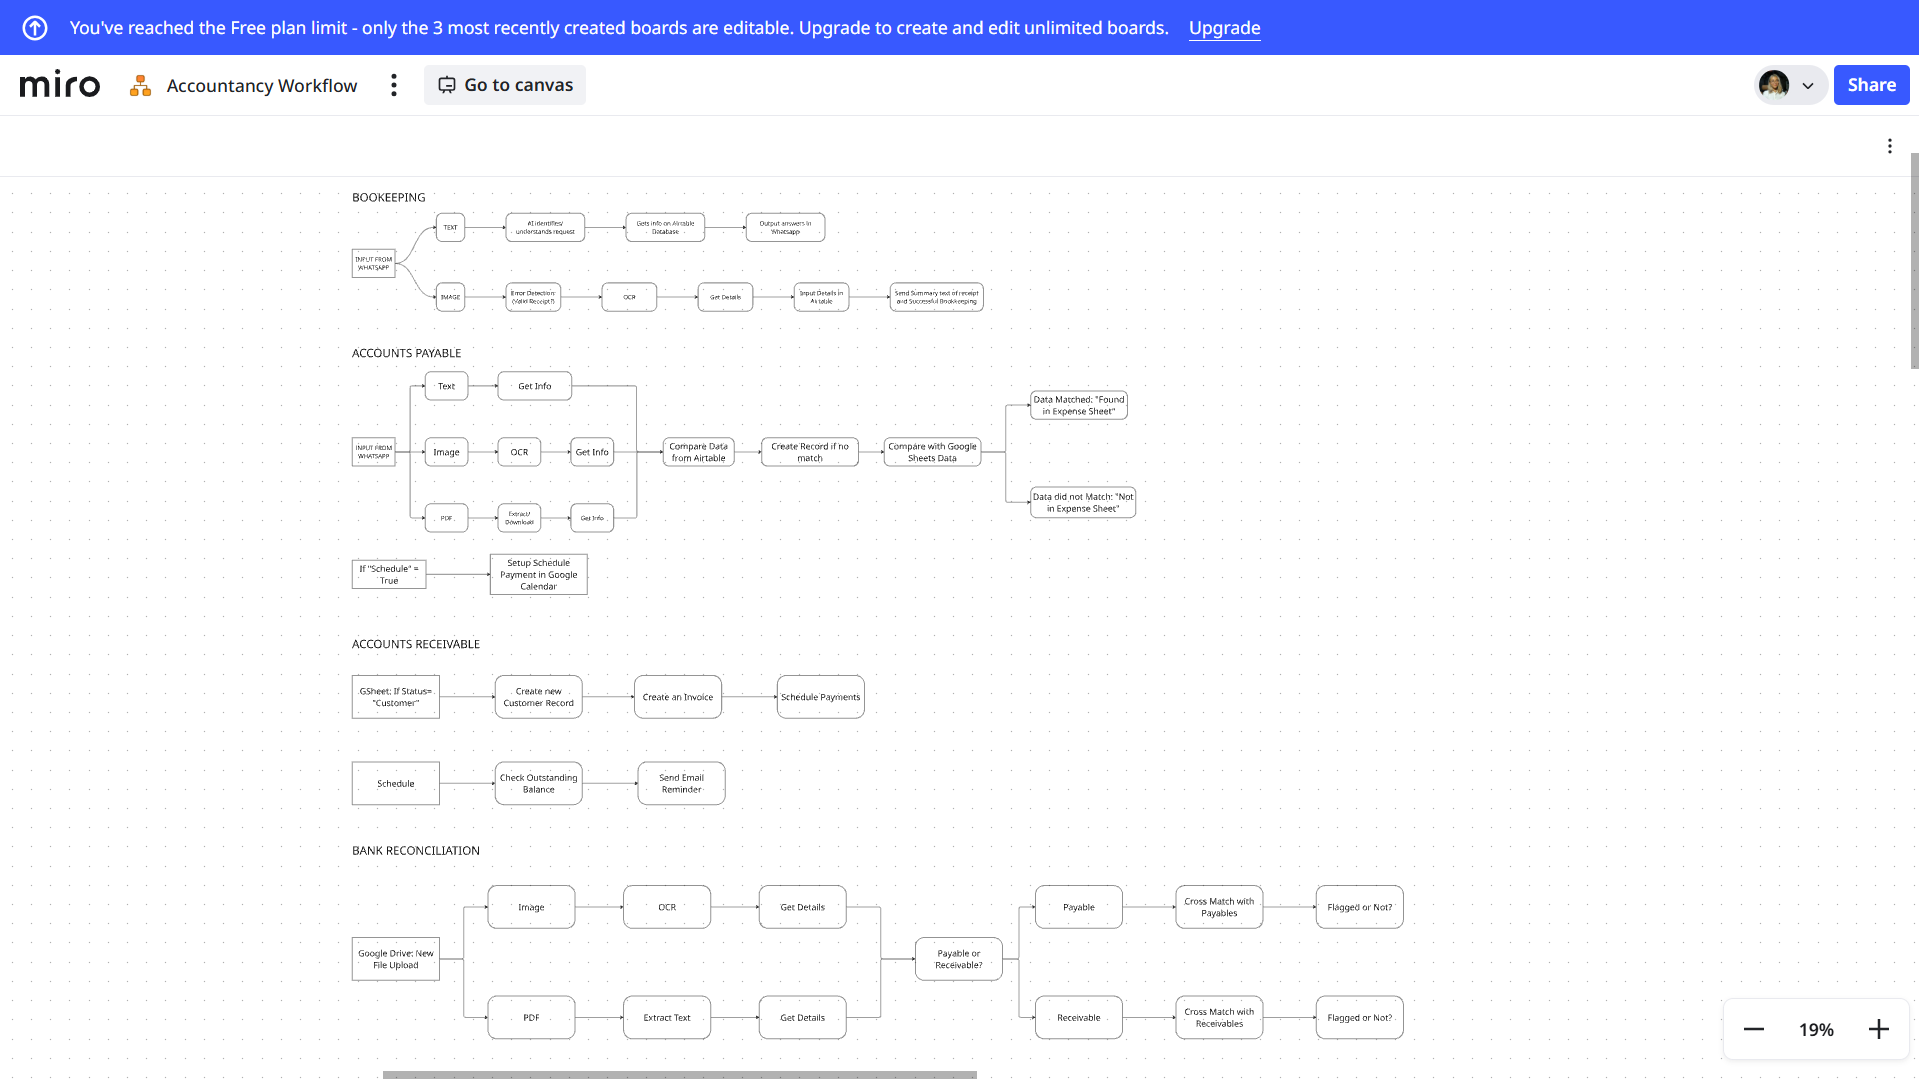 You've reached the Free plan limit - only the 3 most recently created boards are editable. Upgrade to create and edit unlimited boards. Upgrade
miro Accountancy Workflow Go to canvas Share
BOOKEEPING
TEXT
AI identifies/
understands request
Gets info on Airtable
Database
Output answers in
Whatsapp
INPUT FROM
WHATSAPP
IMAGE
Error Detection:
(Valid Receipt?)
OCR
Get Details
Input Details in
Airtable
Send Summary text of receipt
and Successful Bookkeeping
ACCOUNTS PAYABLE
Text
Get Info
INPUT FROM
WHATSAPP
Image
OCR
Get Info
PDF
Extract/
Download
Get Info
Compare Data
from Airtable
Create Record if no
match
Compare with Google
Sheets Data
Data Matched: "Found
in Expense Sheet"
Data did not Match: "Not
in Expense Sheet"
If "Schedule" =
True
Setup Schedule
Payment in Google
Calendar
ACCOUNTS RECEIVABLE
GSheet: If Status=
"Customer"
Create new
Customer Record
Create an Invoice
Schedule Payments
Schedule
Check Outstanding
Balance
Send Email
Reminder
BANK RECONCILIATION
Google Drive: New
File Upload
Image
OCR
Get Details
PDF
Extract Text
Get Details
Payable or
Receivable?
Payable
Cross Match with
Payables
Flagged or Not?
Receivable
Cross Match with
Receivables
Flagged or Not?
19%